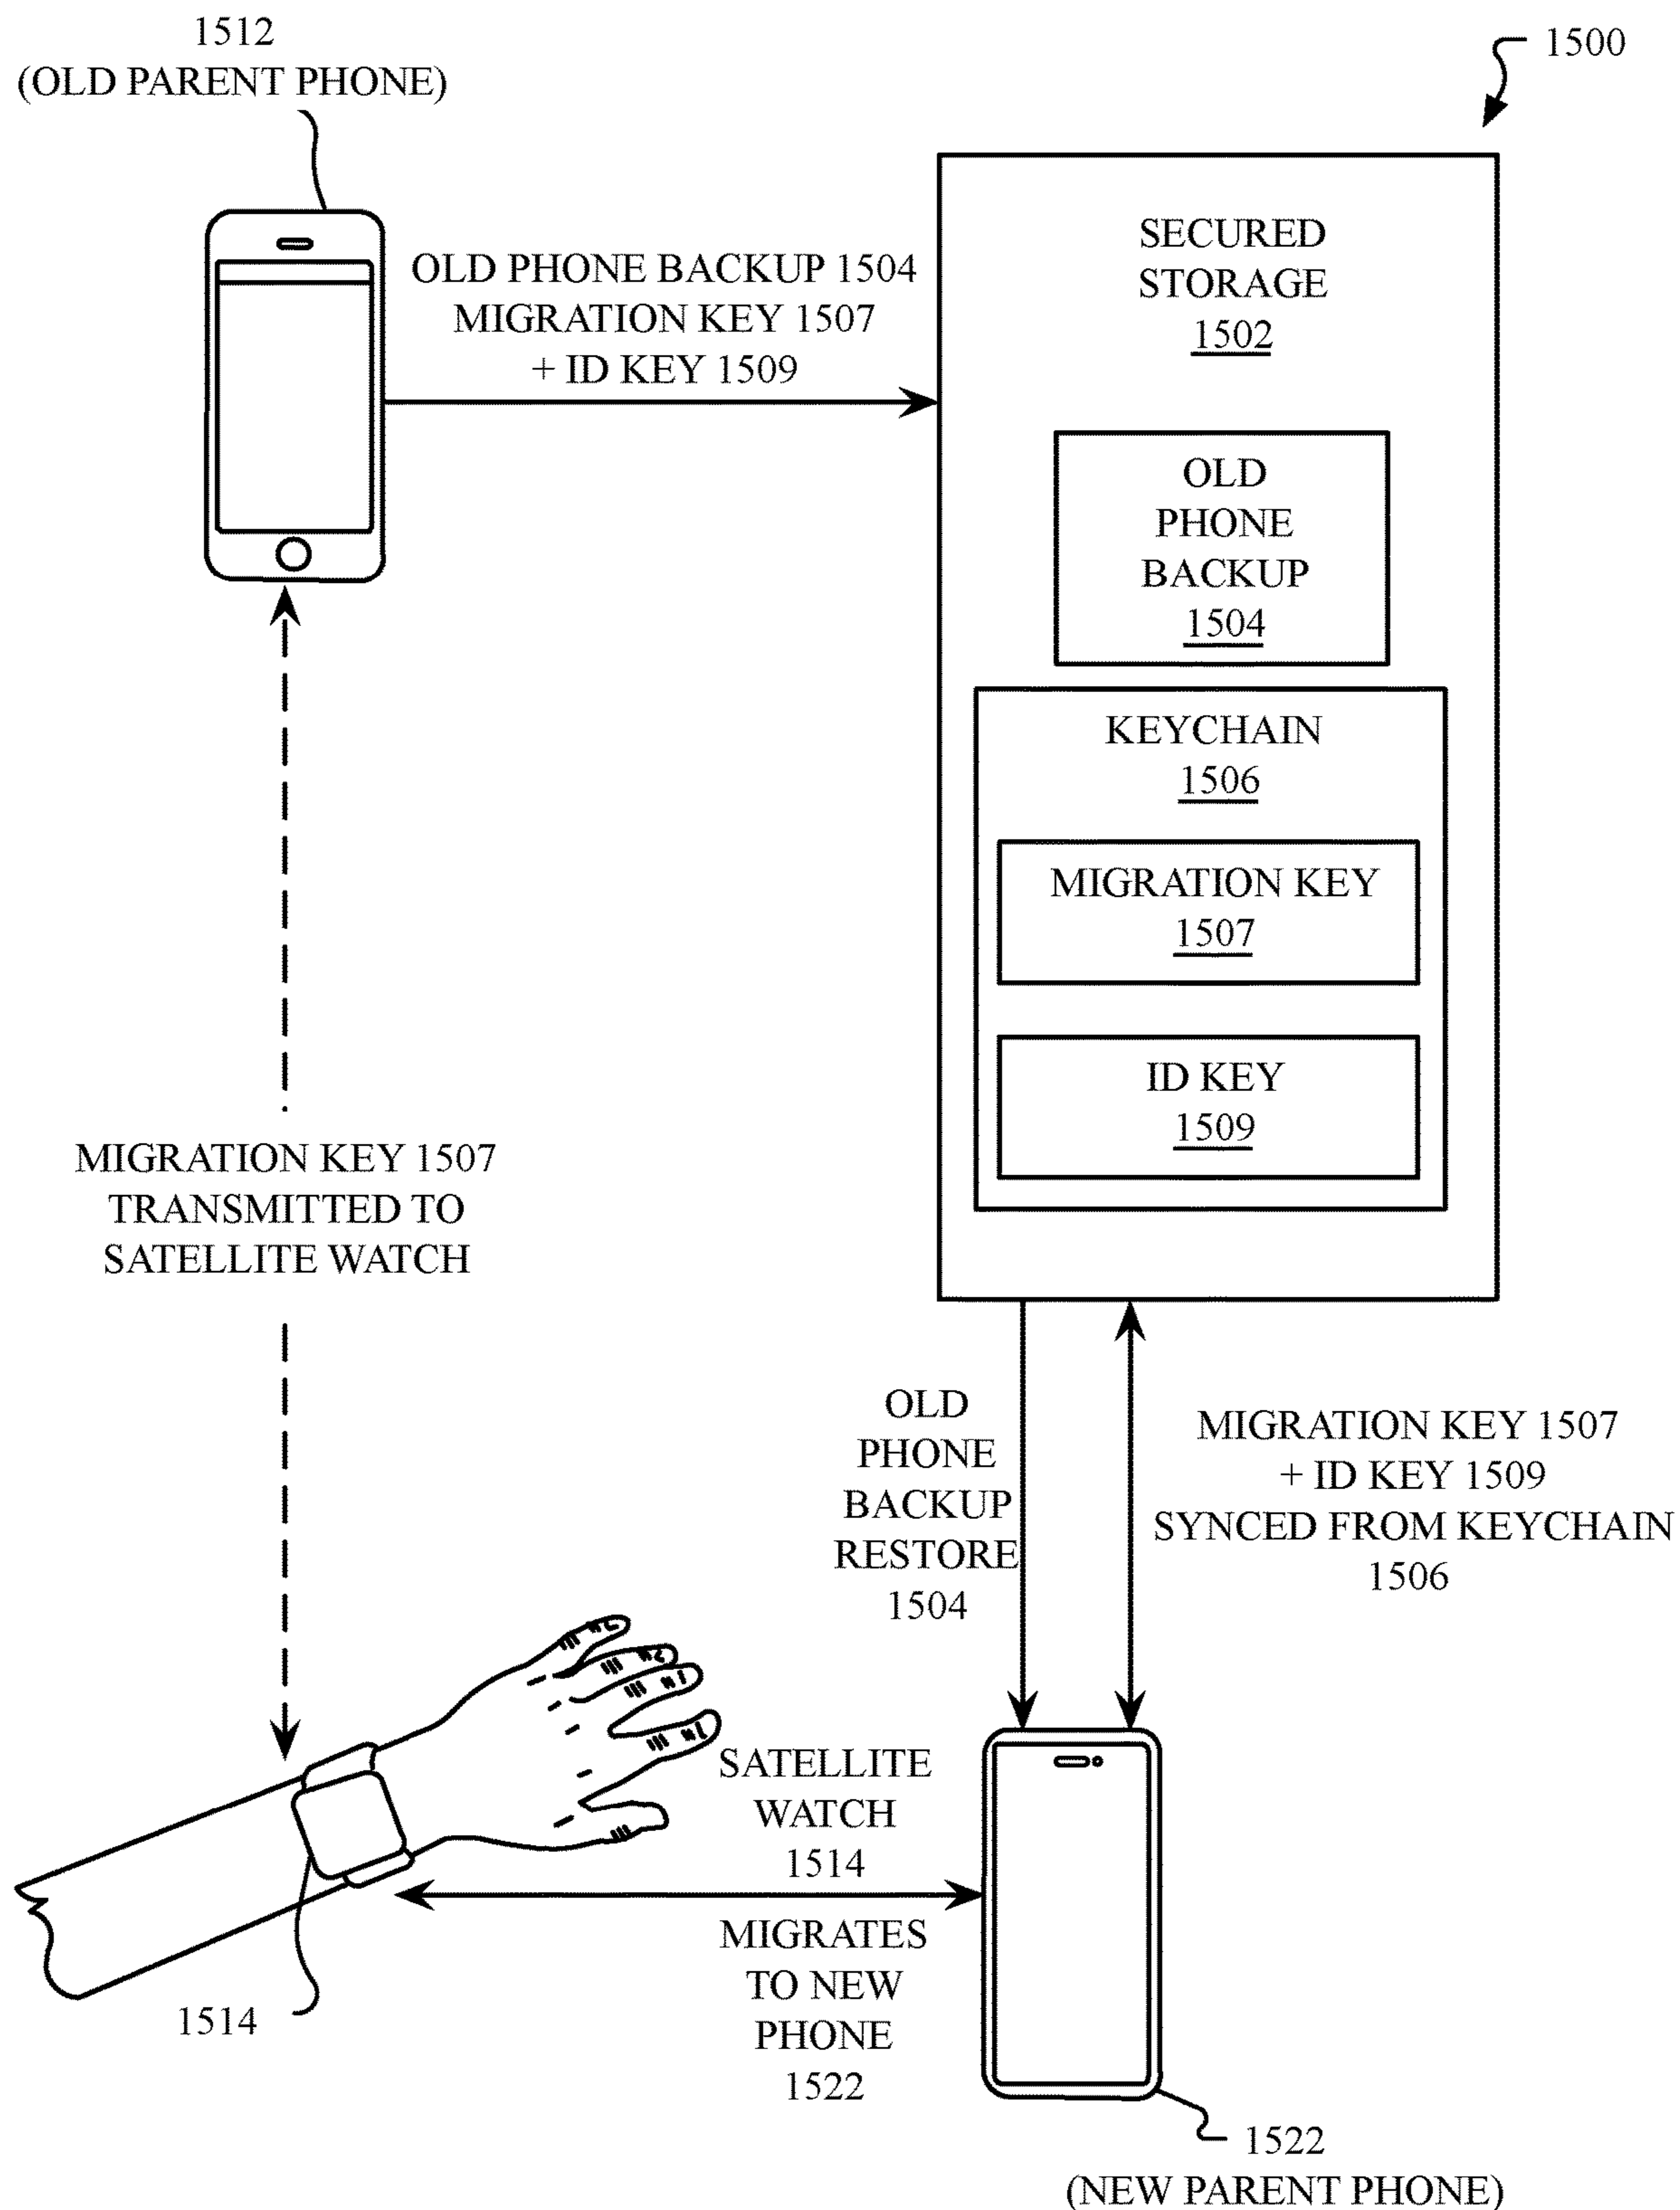 1512
(OLD PARENT PHONE)
1500
OLD PHONE BACKUP 1504
MIGRATION KEY 1507
+ ID KEY 1509
SECURED
STORAGE
1502
OLD
PHONE
BACKUP
1504
KEYCHAIN
1506
MIGRATION KEY
1507
ID KEY
1509
MIGRATION KEY 1507
TRANSMITTED TO
SATELLITE WATCH
OLD
PHONE
BACKUP
RESTORE
1504
MIGRATION KEY 1507
+ ID KEY 1509
SYNCED FROM KEYCHAIN
1506
SATELLITE
WATCH
1514
MIGRATES
TO NEW
PHONE
1522
1514
1522
(NEW PARENT PHONE)